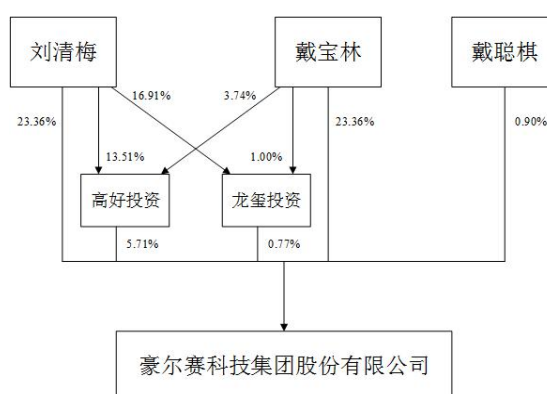 刘清梅
戴宝林
戴聪棋
16.91%
3.74%
23.36%
23.36%
0.90%
13.51%
1.00%
高好投资
龙玺投资
5.71%
0.77%
豪尔赛科技集团股份有限公司